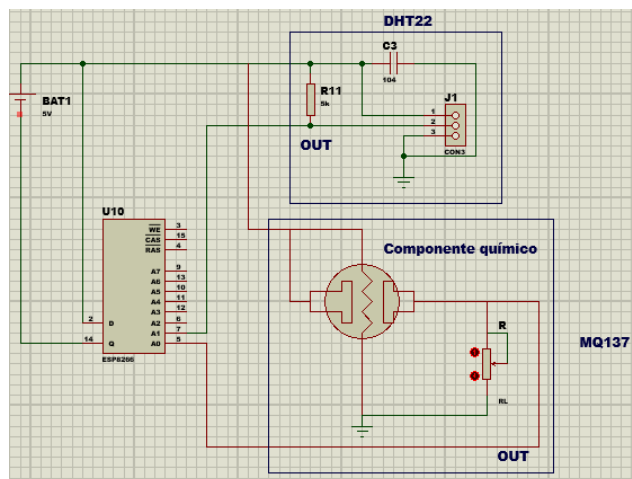 DHT22
C3
104
R11
5k
J1
1
2
3
CON3
BAT1
5V
OUT
U10
WE 3
CAS 15
RAS 4
A7 9
A6 13
A5 10
A4 11
A3 12
A2 6
2 D A1 7
14 Q A0 5
ESP8266
Componente químico
R
RL
MQ137
OUT